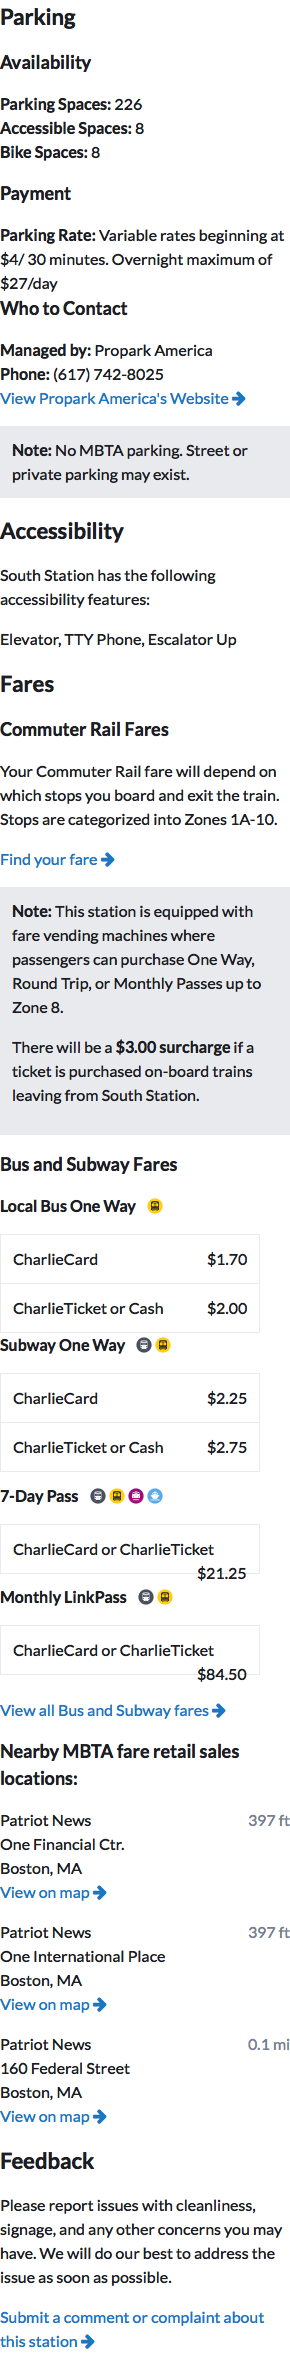 Parking
Availability
Parking Spaces: 226
Accessible Spaces: 8
Bike Spaces: 8
Payment
Parking Rate: Variable rates beginning at
$4/ 30 minutes. Overnight maximum of
$27/day
Who to Contact
Managed by: Propark America
Phone: (617) 742-8025
View Propark America's Website
Note: No MBTA parking. Street or
private parking may exist.
Accessibility
South Station has the following
accessibility features:
Elevator, TTY Phone, Escalator Up
Fares
Commuter Rail Fares
Your Commuter Rail fare will depend on
which stops you board and exit the train.
Stops are categorized into Zones 1A-10.
Find your fare
Note: This station is equipped with
fare vending machines where
passengers can purchase One Way,
Round Trip, or Monthly Passes up to
Zone 8.
There will be a $3.00 surcharge if a
ticket is purchased on-board trains
leaving from South Station.
Bus and Subway Fares
Local Bus One Way
CharlieCard $1.70
CharlieTicket or Cash $2.00
Subway One Way
CharlieCard $2.25
CharlieTicket or Cash $2.75
7-Day Pass
CharlieCard or CharlieTicket
$21.25
Monthly LinkPass
CharlieCard or CharlieTicket
$84.50
View all Bus and Subway fares
Nearby MBTA fare retail sales
locations:
Patriot News 397 ft
One Financial Ctr.
Boston, MA
View on map
Patriot News 397 ft
One International Place
Boston, MA
View on map
Patriot News 0.1 mi
160 Federal Street
Boston, MA
View on map
Feedback
Please report issues with cleanliness,
signage, and any other concerns you may
have. We will do our best to address the
issue as soon as possible.
Submit a comment or complaint about
this station